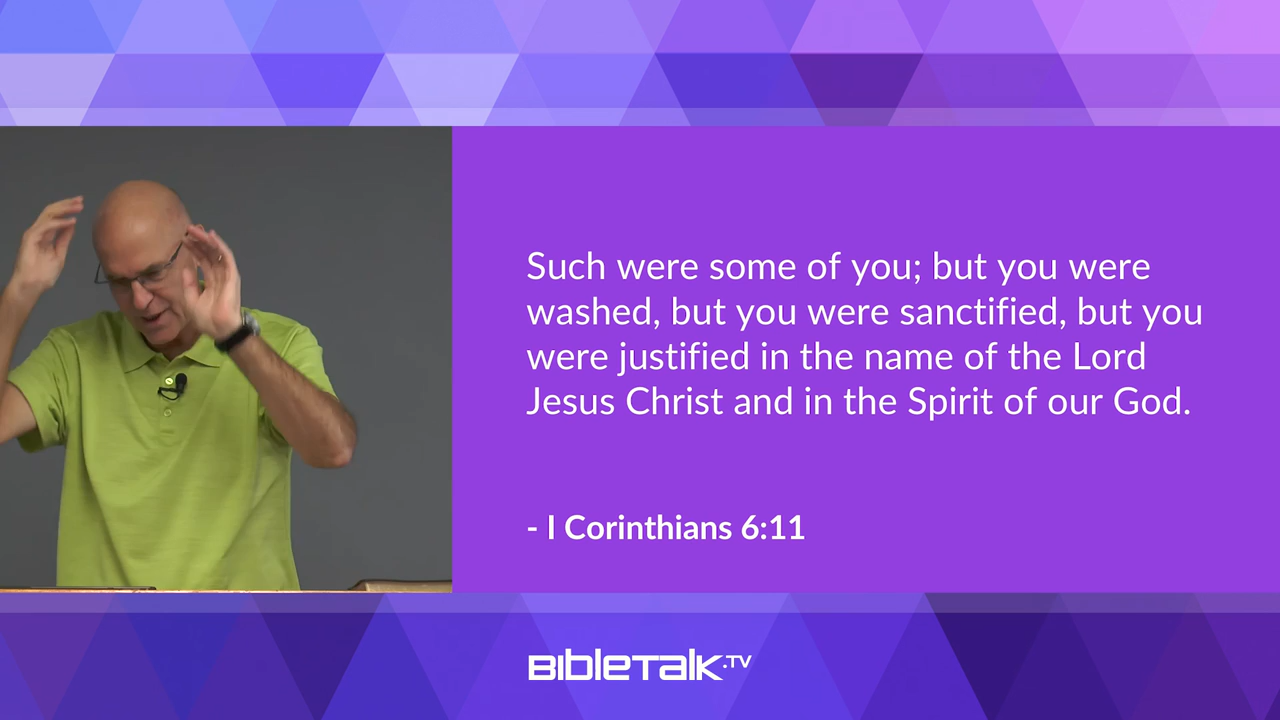 Such were some of you; but you were
washed, but you were sanctified, but you
were justified in the name of the Lord
Jesus Christ and in the Spirit of our God.
- I Corinthians 6:11
BIBLETALK.TV